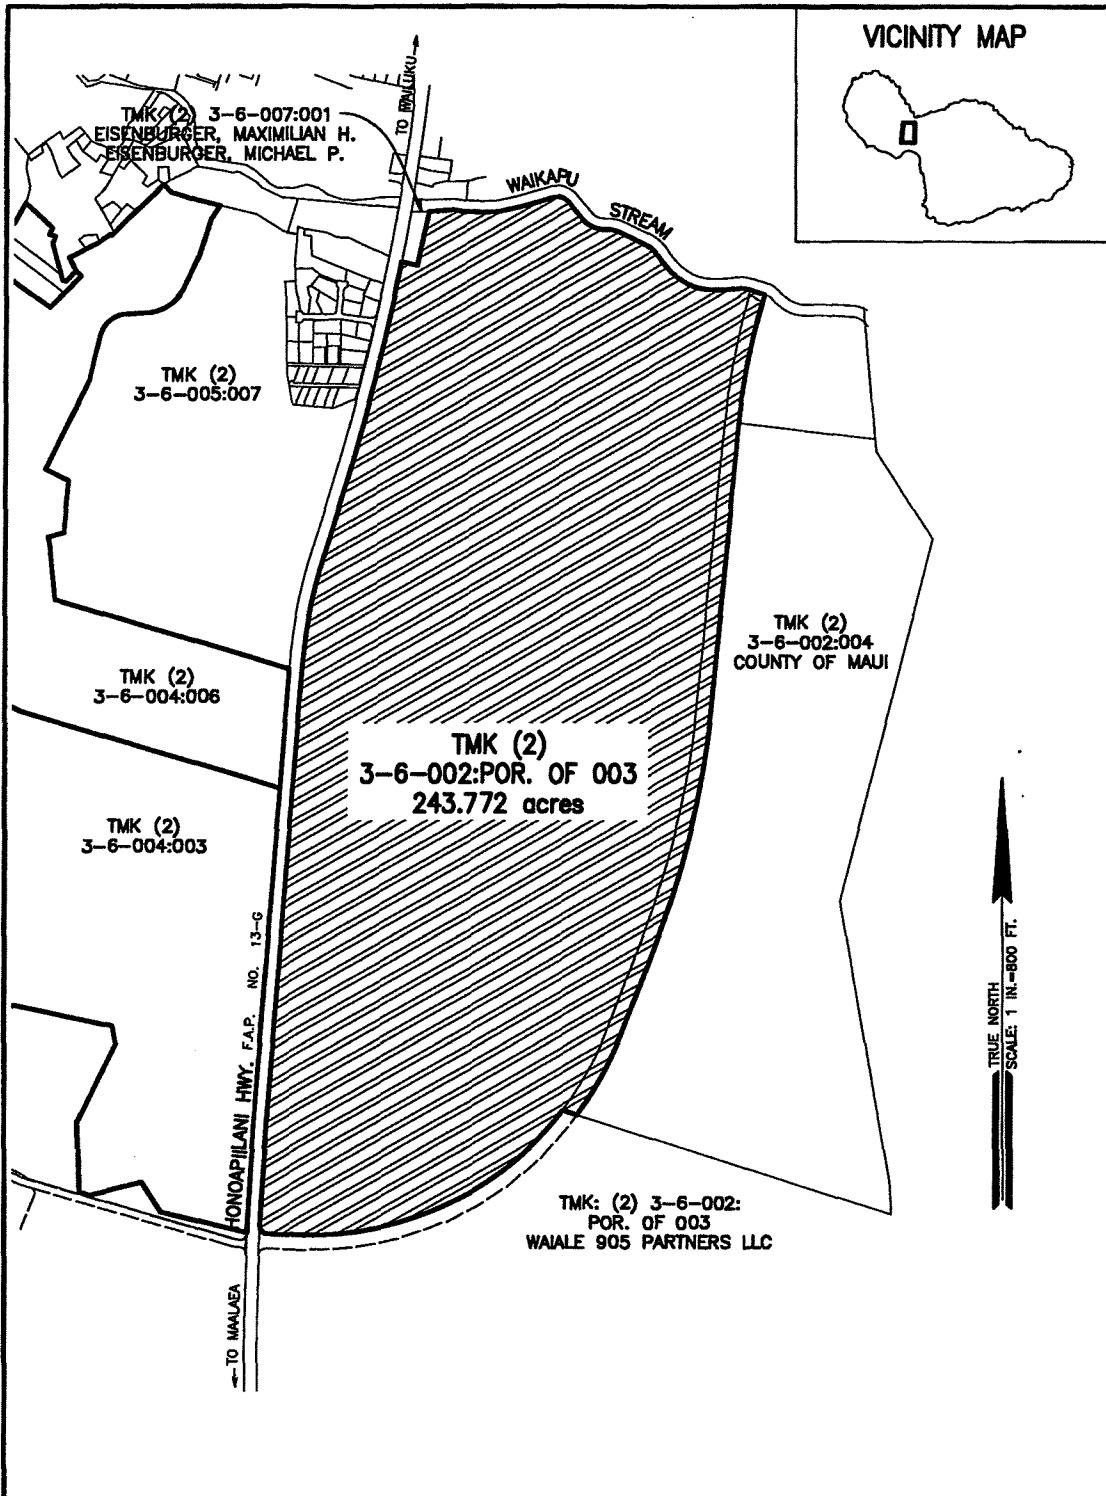 VICINITY MAP
TO WAILUKU
TMK (2) 3-6-007:001
EISENBURGER, MAXIMILIAN H.
EISENBURGER, MICHAEL P.
WAIKAPU
STREAM
TMK (2)
3-6-005:007
TMK (2)
3-6-002:004
COUNTY OF MAUI
TMK (2)
3-6-004:006
TMK (2)
3-6-002:POR. OF 003
243.772 acres
TMK (2)
3-6-004:003
HONOAPIILANI HWY. F.A.P. NO. 13-G
TRUE NORTH
SCALE: 1 IN.=800 FT.
TMK: (2) 3-6-002:
POR. OF 003
WAIALE 905 PARTNERS LLC
TO MAALAEA